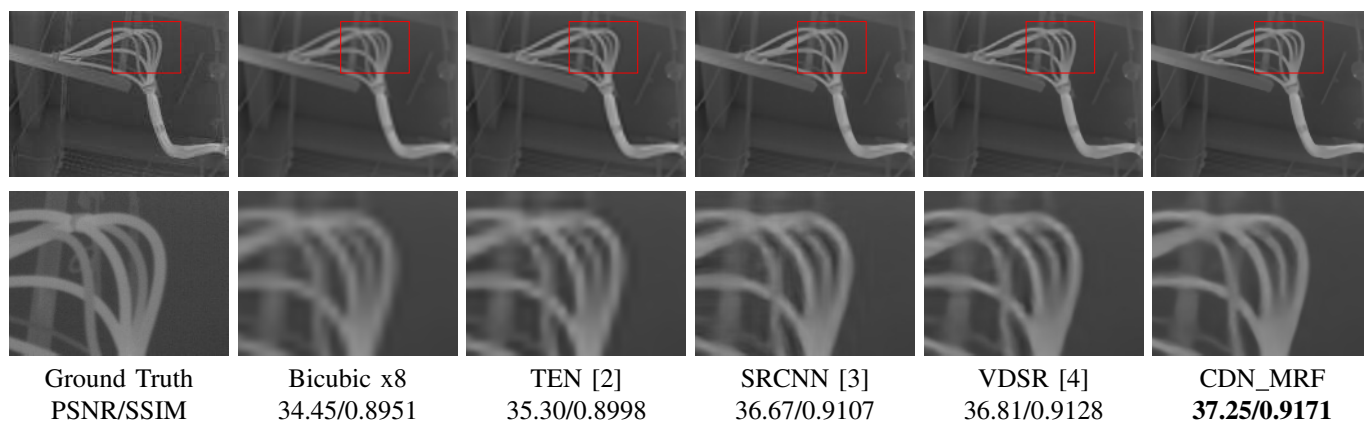 Ground Truth Bicubic x8 TEN [2] SRCNN [3] VDSR [4] CDN_MRF
PSNR/SSIM 34.45/0.8951 35.30/0.8998 36.67/0.9107 36.81/0.9128 37.25/0.9171